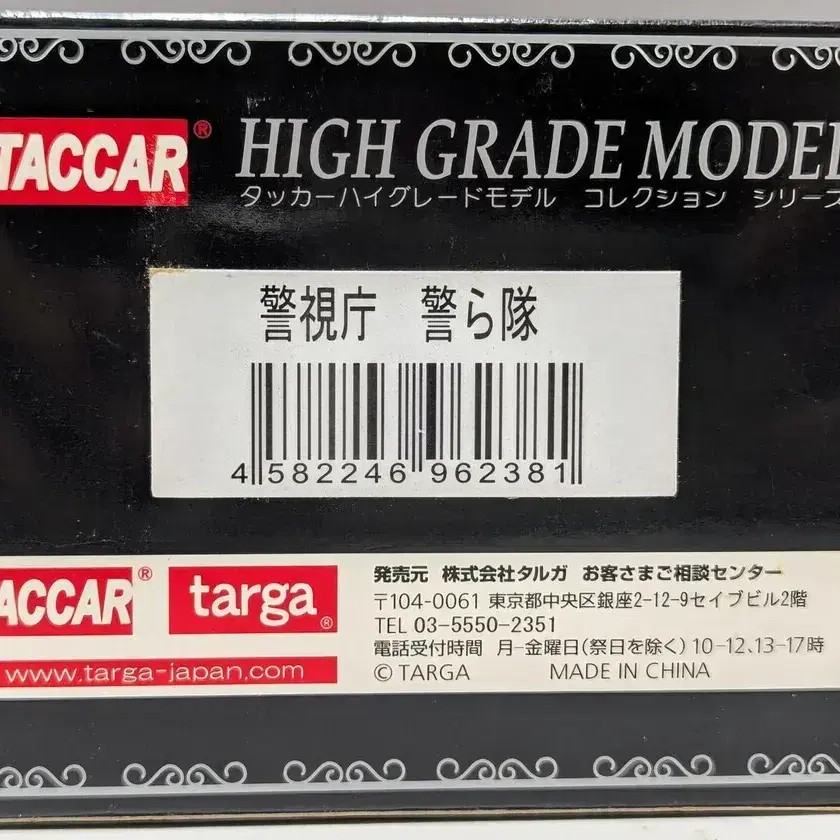 TACCAR®
HIGH GRADE MODEL
タッカーハイグレードモデル コレクション シリーズ
警視庁 警ら隊
4 582246 962381
ACCAR®
targa®
www.targa-japan.com
発売元 株式会社タルガ お客さまご相談センター
〒104-0061 東京都中央区銀座2-12-9セイブビル2階
TEL 03-5550-2351
電話受付時間 月-金曜日(祭日を除く)10-12、13-17時
©TARGA MADE IN CHINA